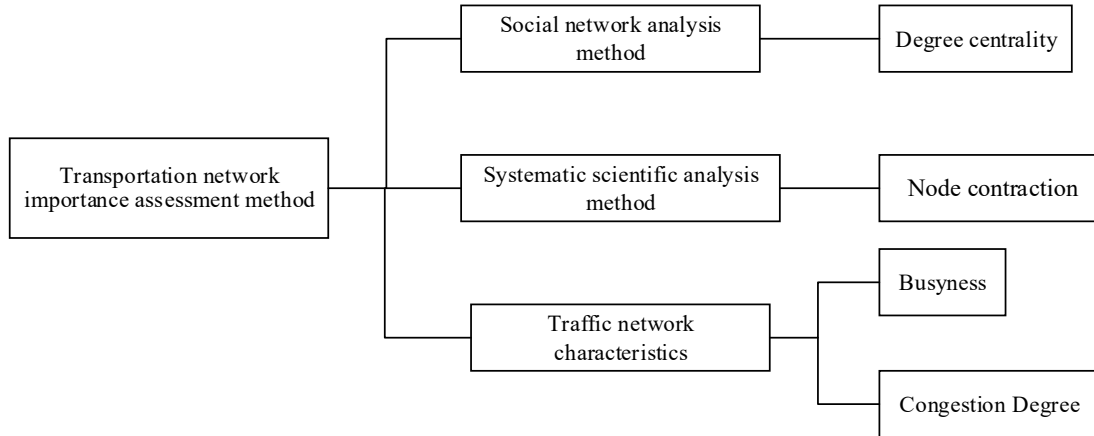 Social network analysis
method
Degree centrality
Transportation network
importance assessment method
Systematic scientific analysis
method
Node contraction
Traffic network
characteristics
Busyness
Congestion Degree